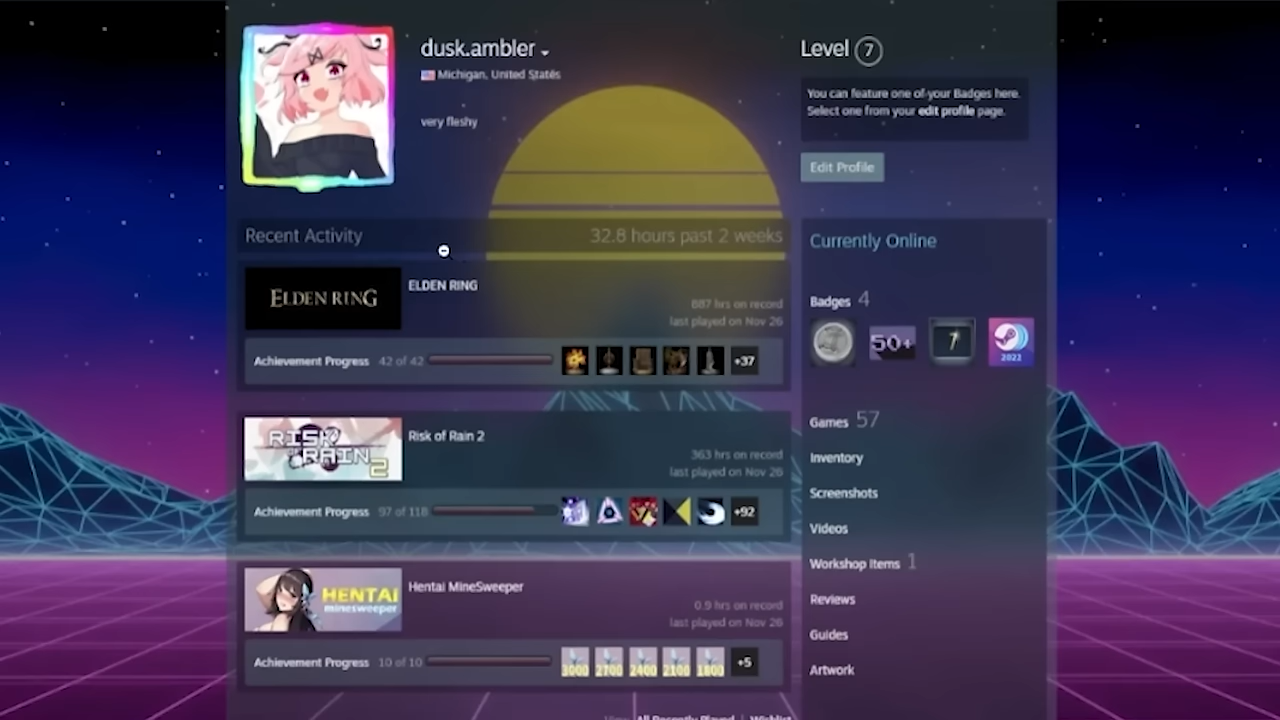 dusk.ambler
Michigan, United States
very fleshy
Level 7
You can feature one of your Badges here.
Select one from your edit profile page.
Edit Profile
Recent Activity
32.8 hours past 2 weeks
ELDEN RING
ELDEN RING
887 hrs on record
last played on Nov 26
Achievement Progress 42 of 42
+37
RISK OF RAIN 2
Risk of Rain 2
363 hrs on record
last played on Nov 26
Achievement Progress 97 of 118
+92
HENTAI
minesweeper
Hentai MineSweeper
0.9 hrs on record
last played on Nov 26
Achievement Progress 10 of 10
3000 2700 2400 2100 1800 +5
All Recently Played | Wishlist
Currently Online
Badges 4
50+
2022
Games 57
Inventory
Screenshots
Videos
Workshop Items 1
Reviews
Guides
Artwork